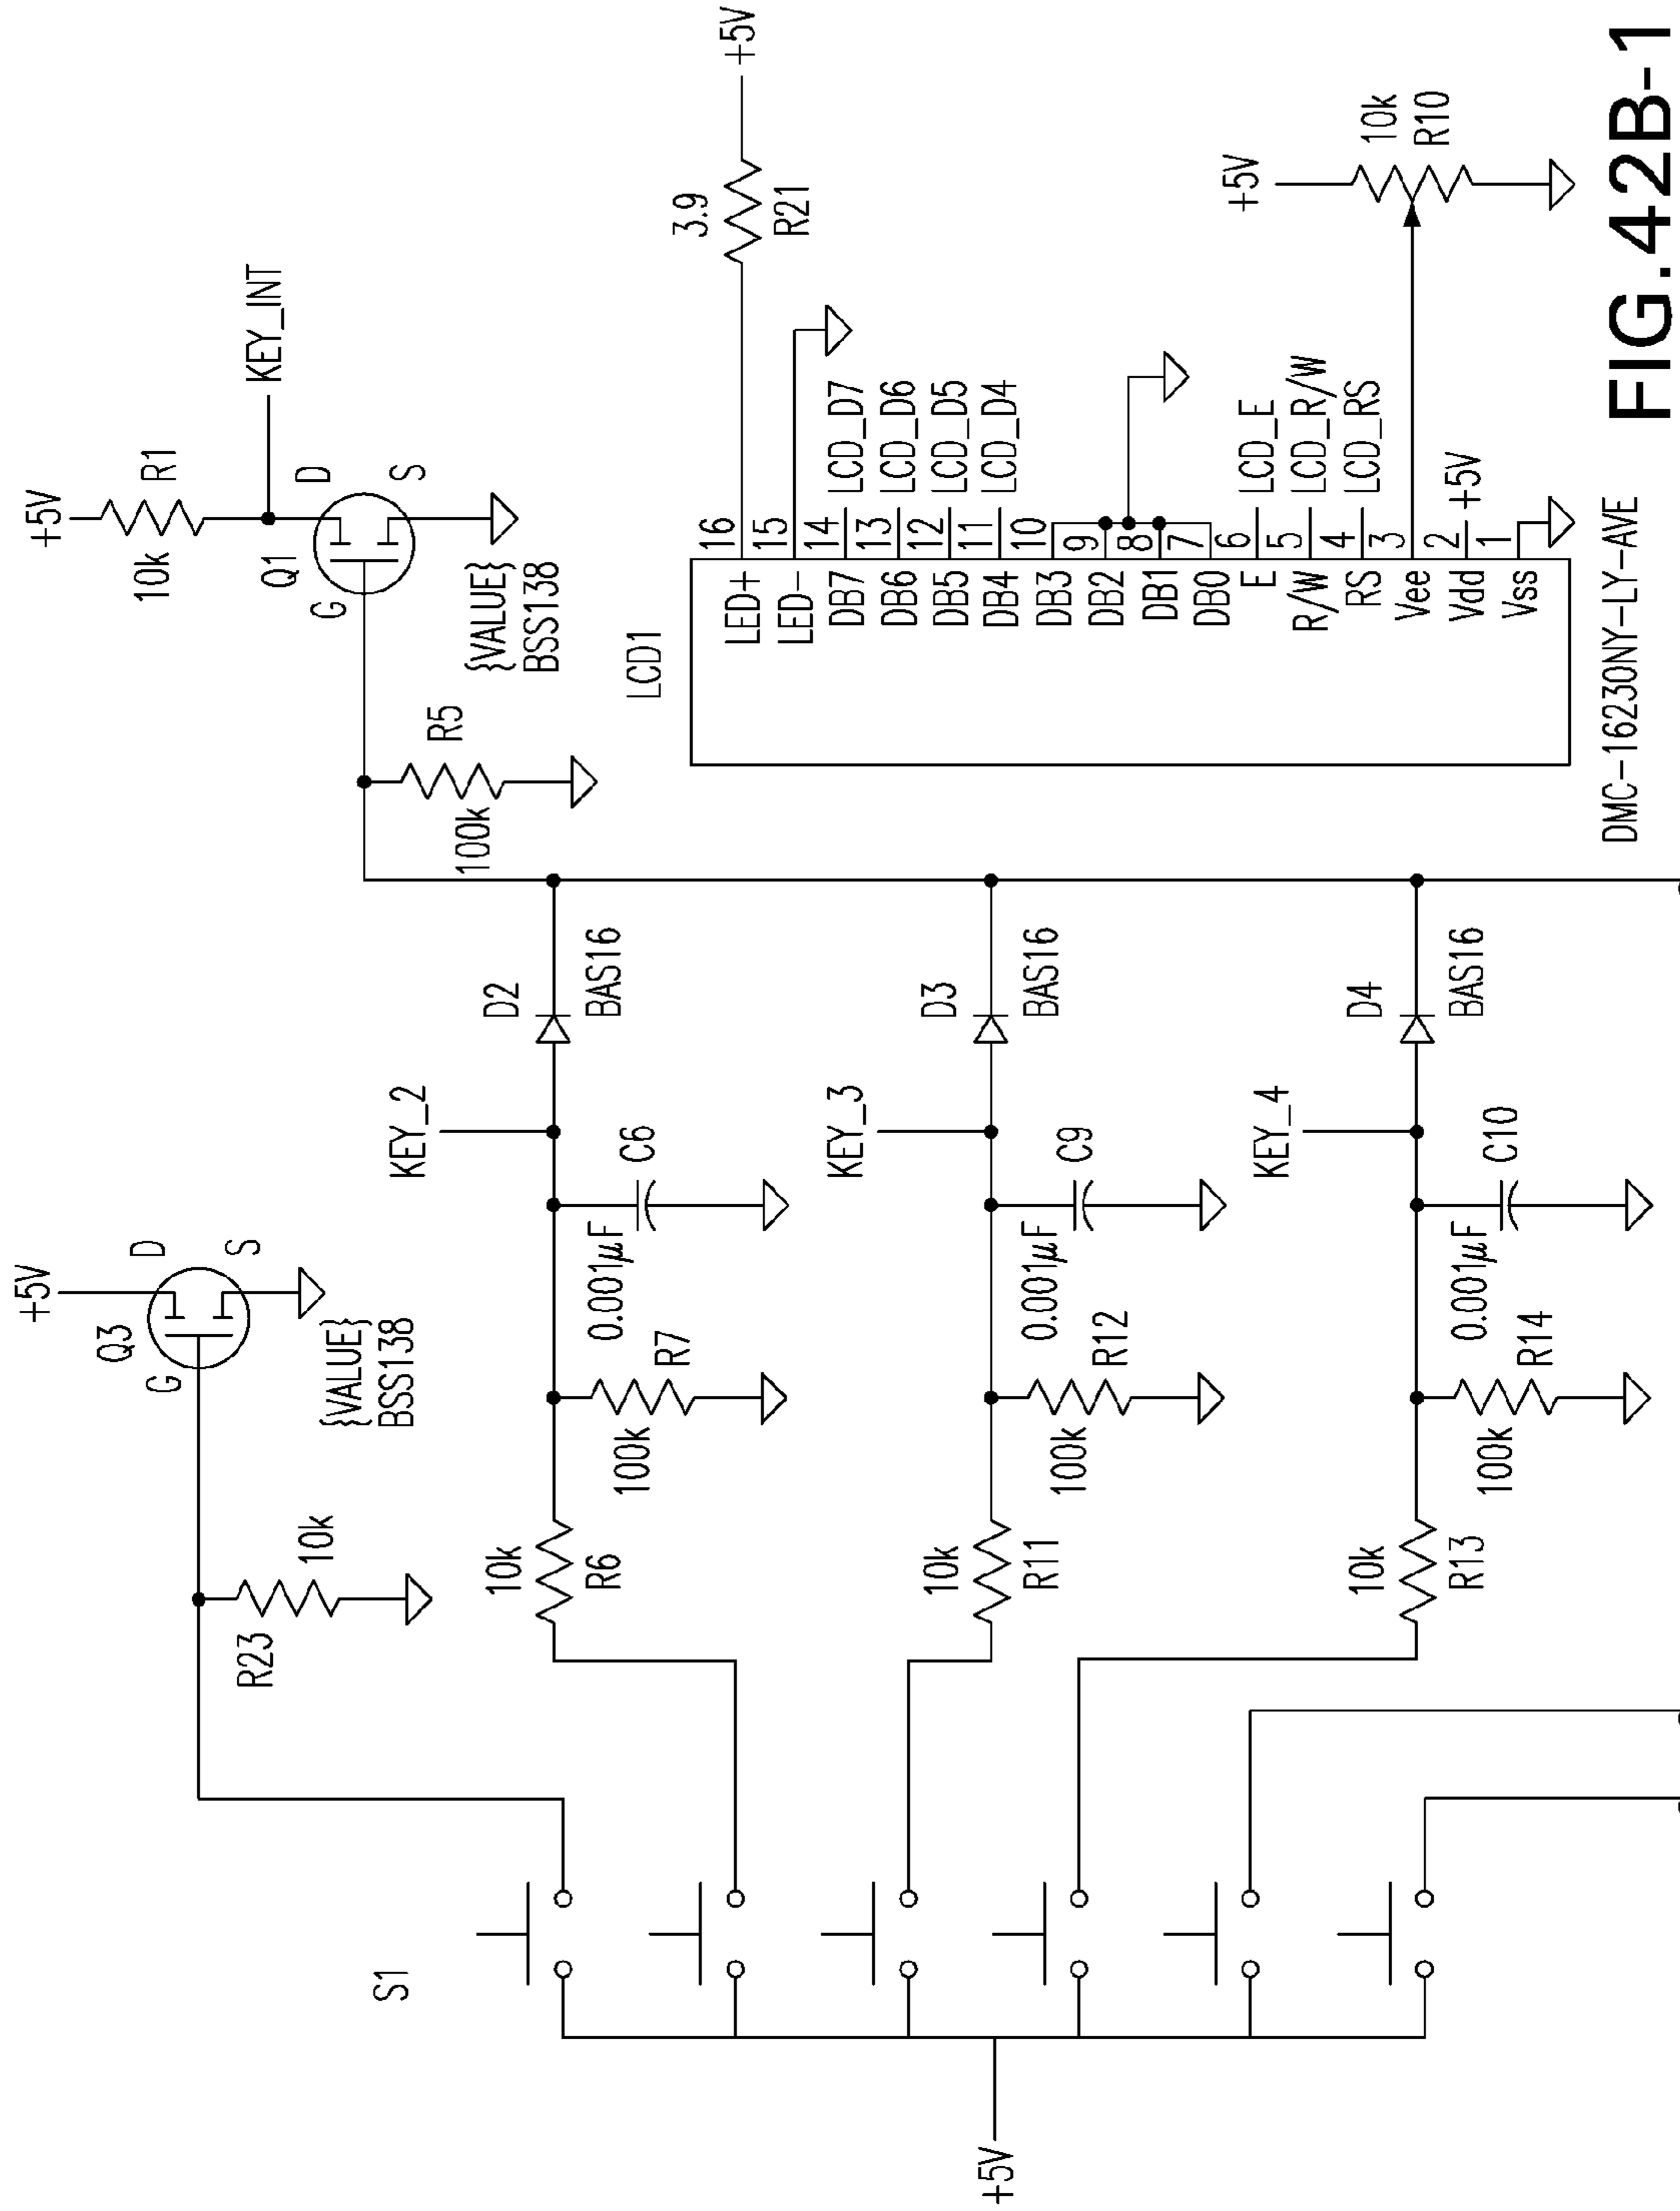 +5V
Q3
D
G
S
{VALUE}
BSS138
R23
10k
+5V
10k
R1
KEY_INT
Q1
D
G
S
{VALUE}
BSS138
R5
100k
S1
+5V
10k
R6
100k
R7
0.001µF
C6
KEY_2
D2
BAS16
10k
R11
100k
R12
0.001µF
C9
KEY_3
D3
BAS16
10k
R13
100k
R14
0.001µF
C10
KEY_4
D4
BAS16
LCD1
LED+ 16
LED- 15
DB7 14 LCD_D7
DB6 13 LCD_D6
DB5 12 LCD_D5
DB4 11 LCD_D4
DB3 10
DB2 9
DB1 8
DB0 7
E 6 LCD_E
R/W 5 LCD_R/W
RS 4 LCD_RS
Vee 3
Vdd 2 +5V
Vss 1
3.9
R21
+5V
+5V
10k
R10
DMC-16230NY-LY-AVE
FIG.42B-1